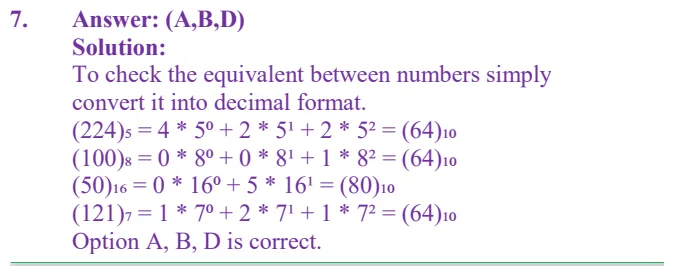 7. Answer: (A,B,D)
Solution:
To check the equivalent between numbers simply
convert it into decimal format.
(224)₅ = 4 * 5⁰ + 2 * 5¹ + 2 * 5² = (64)₁₀
(100)₈ = 0 * 8⁰ + 0 * 8¹ + 1 * 8² = (64)₁₀
(50)₁₆ = 0 * 16⁰ + 5 * 16¹ = (80)₁₀
(121)₇ = 1 * 7⁰ + 2 * 7¹ + 1 * 7² = (64)₁₀
Option A, B, D is correct.